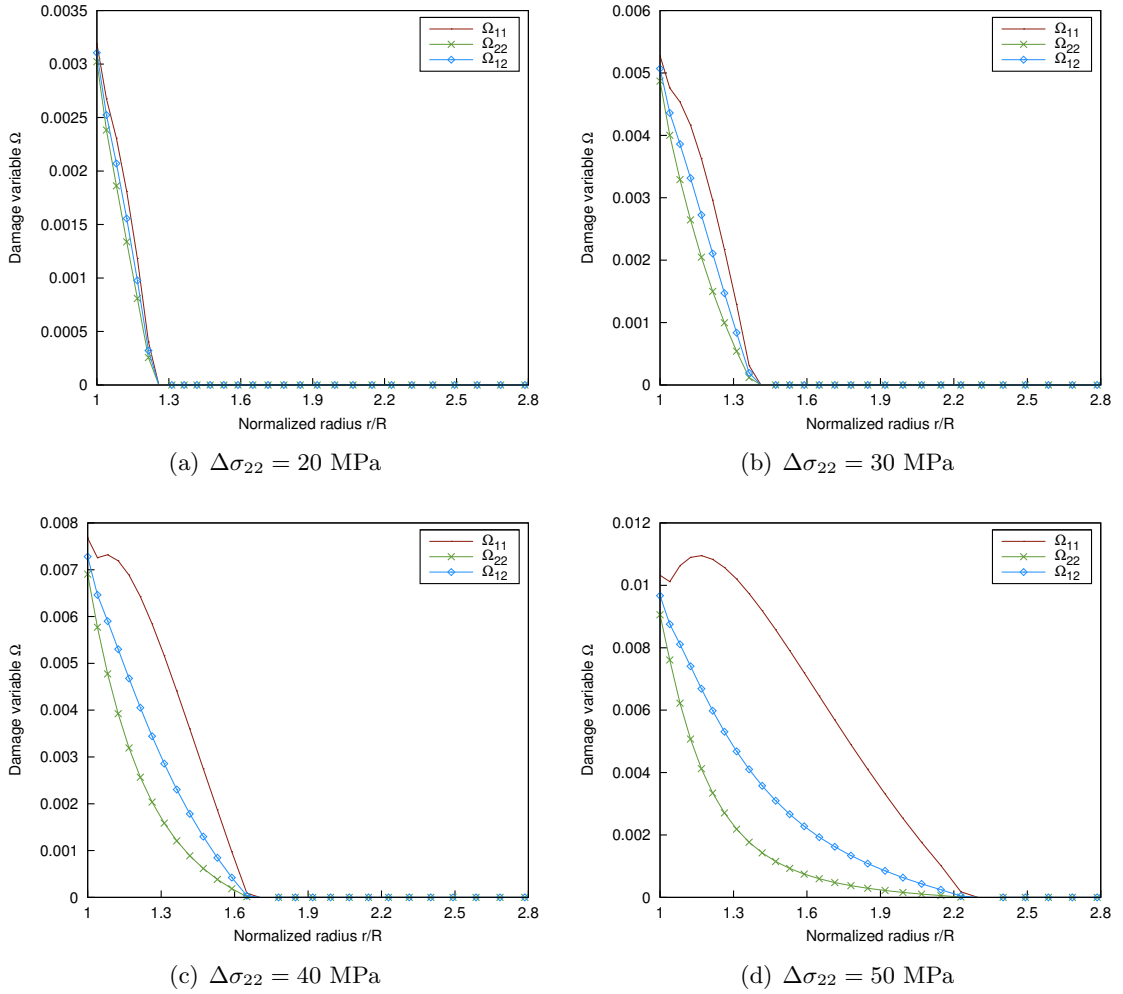 0.0035
0.003
0.0025
0.002
0.0015
0.001
0.0005
0
Damage variable Ω
1 1.3 1.6 1.9 2.2 2.5 2.8
Normalized radius r/R
Ω11
Ω22
Ω12
(a) Δσ22 = 20 MPa
0.006
0.005
0.004
0.003
0.002
0.001
0
Damage variable Ω
1 1.3 1.6 1.9 2.2 2.5 2.8
Normalized radius r/R
Ω11
Ω22
Ω12
(b) Δσ22 = 30 MPa
0.008
0.007
0.006
0.005
0.004
0.003
0.002
0.001
0
Damage variable Ω
1 1.3 1.6 1.9 2.2 2.5 2.8
Normalized radius r/R
Ω11
Ω22
Ω12
(c) Δσ22 = 40 MPa
0.012
0.01
0.008
0.006
0.004
0.002
0
Damage variable Ω
1 1.3 1.6 1.9 2.2 2.5 2.8
Normalized radius r/R
Ω11
Ω22
Ω12
(d) Δσ22 = 50 MPa